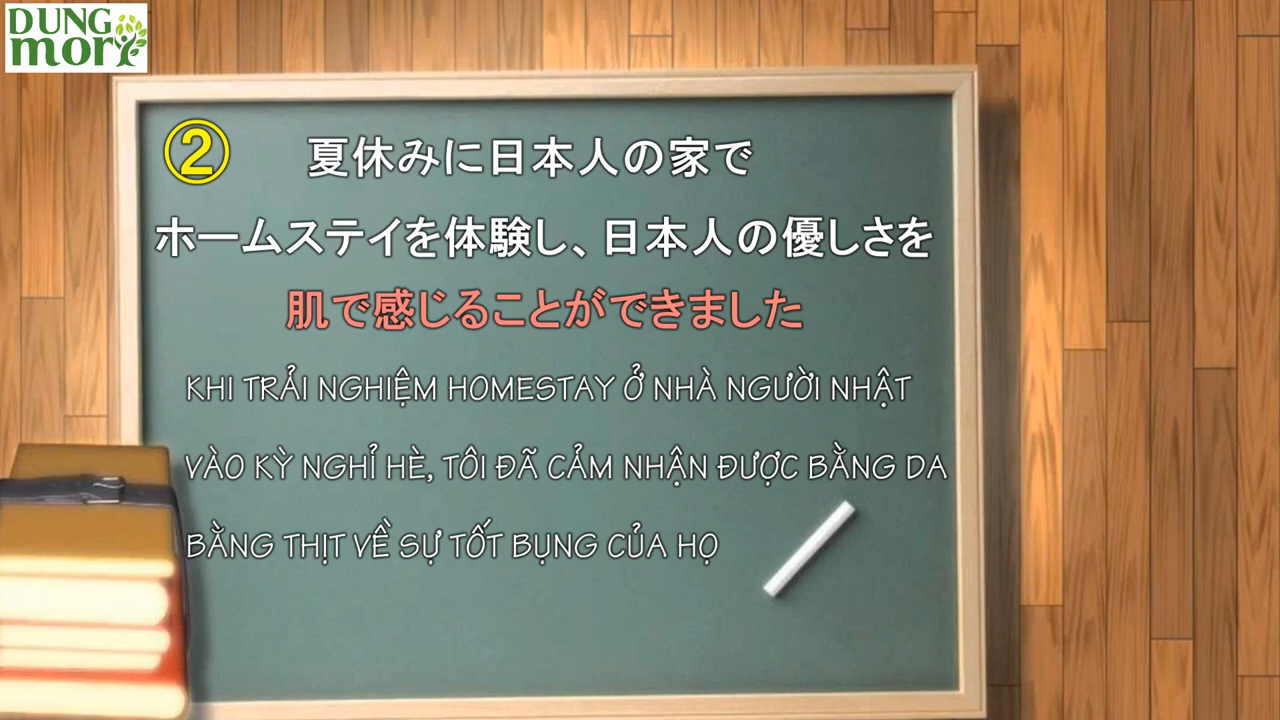 DUNG
mori
②
夏休みに日本人の家で
ホームステイを体験し、日本人の優しさを
肌で感じることができました
KHI TRẢI NGHIỆM HOMESTAY Ở NHÀ NGƯỜI NHẬT
VÀO KỲ NGHỈ HÈ, TÔI ĐÃ CẢM NHẬN ĐƯỢC BẰNG DA
BẰNG THỊT VỀ SỰ TỐT BỤNG CỦA HỌ